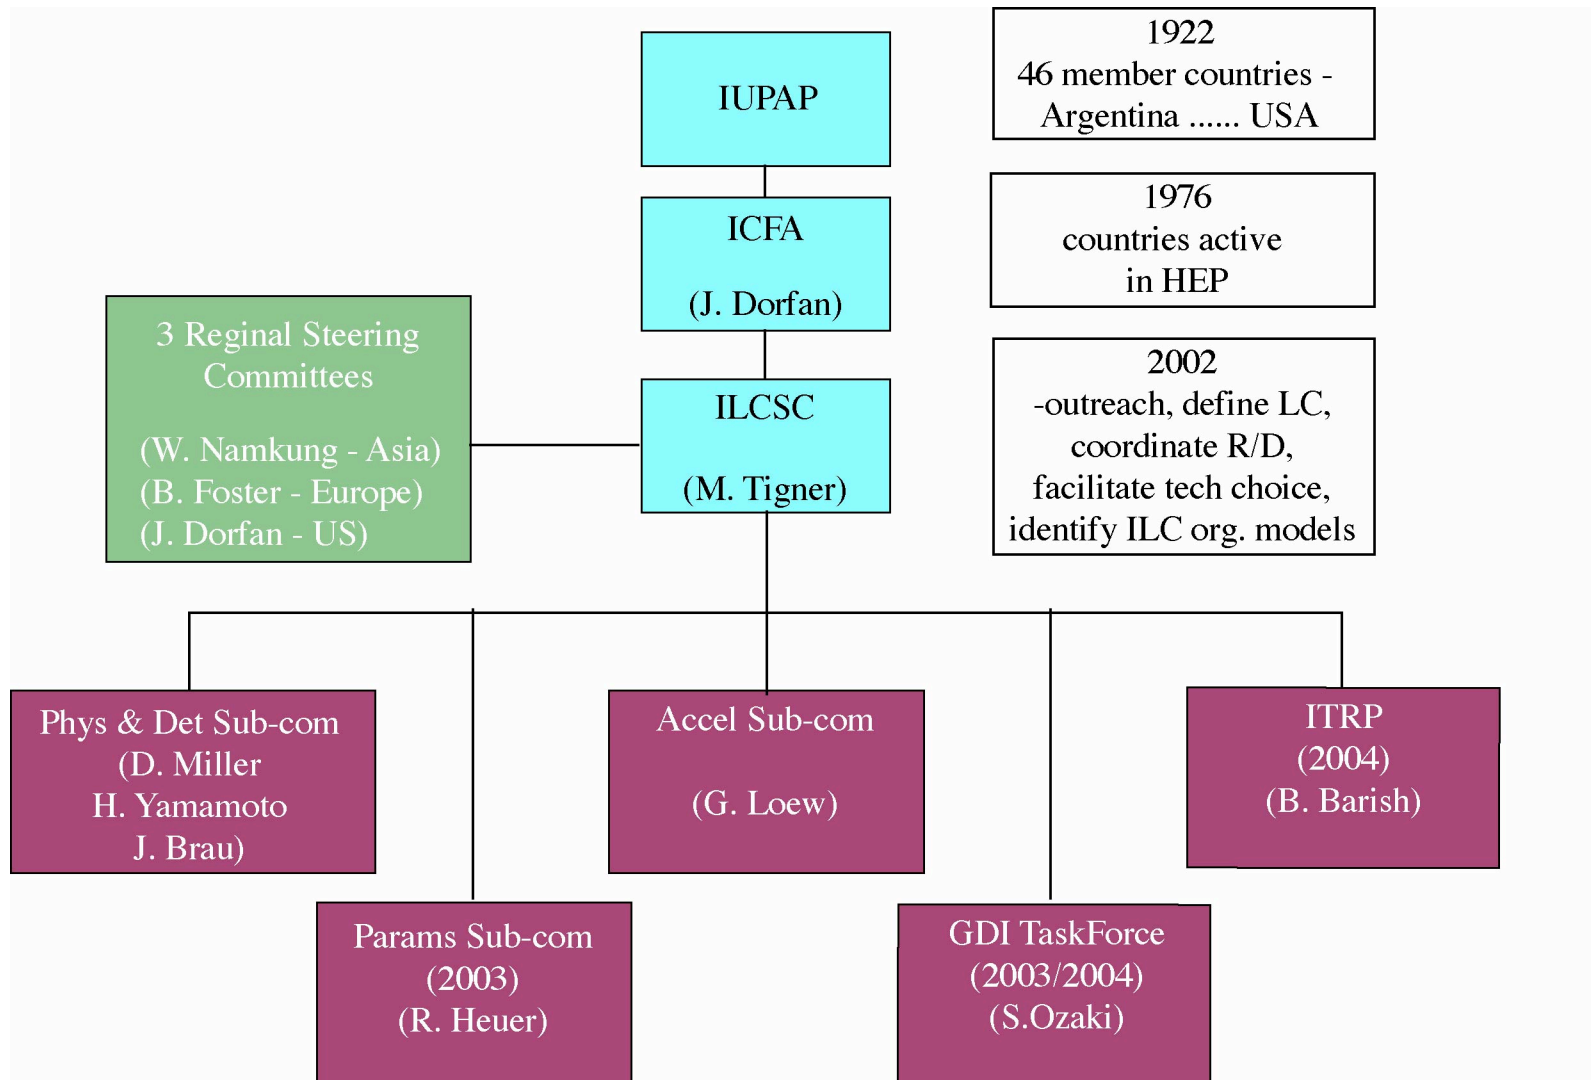 IUPAP
1922
46 member countries -
Argentina ...... USA
ICFA
(J. Dorfan)
1976
countries active
in HEP
3 Reginal Steering
Committees
(W. Namkung - Asia)
(B. Foster - Europe)
(J. Dorfan - US)
ILCSC
(M. Tigner)
2002
-outreach, define LC,
coordinate R/D,
facilitate tech choice,
identify ILC org. models
Phys & Det Sub-com
(D. Miller
H. Yamamoto
J. Brau)
Accel Sub-com
(G. Loew)
ITRP
(2004)
(B. Barish)
Params Sub-com
(2003)
(R. Heuer)
GDI TaskForce
(2003/2004)
(S.Ozaki)